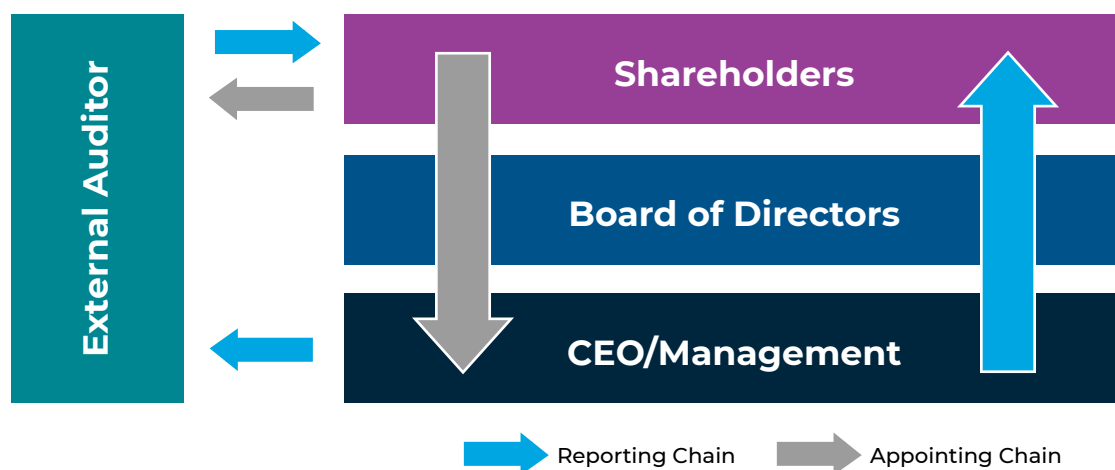 External Auditor
Shareholders
Board of Directors
CEO/Management
Reporting Chain
Appointing Chain